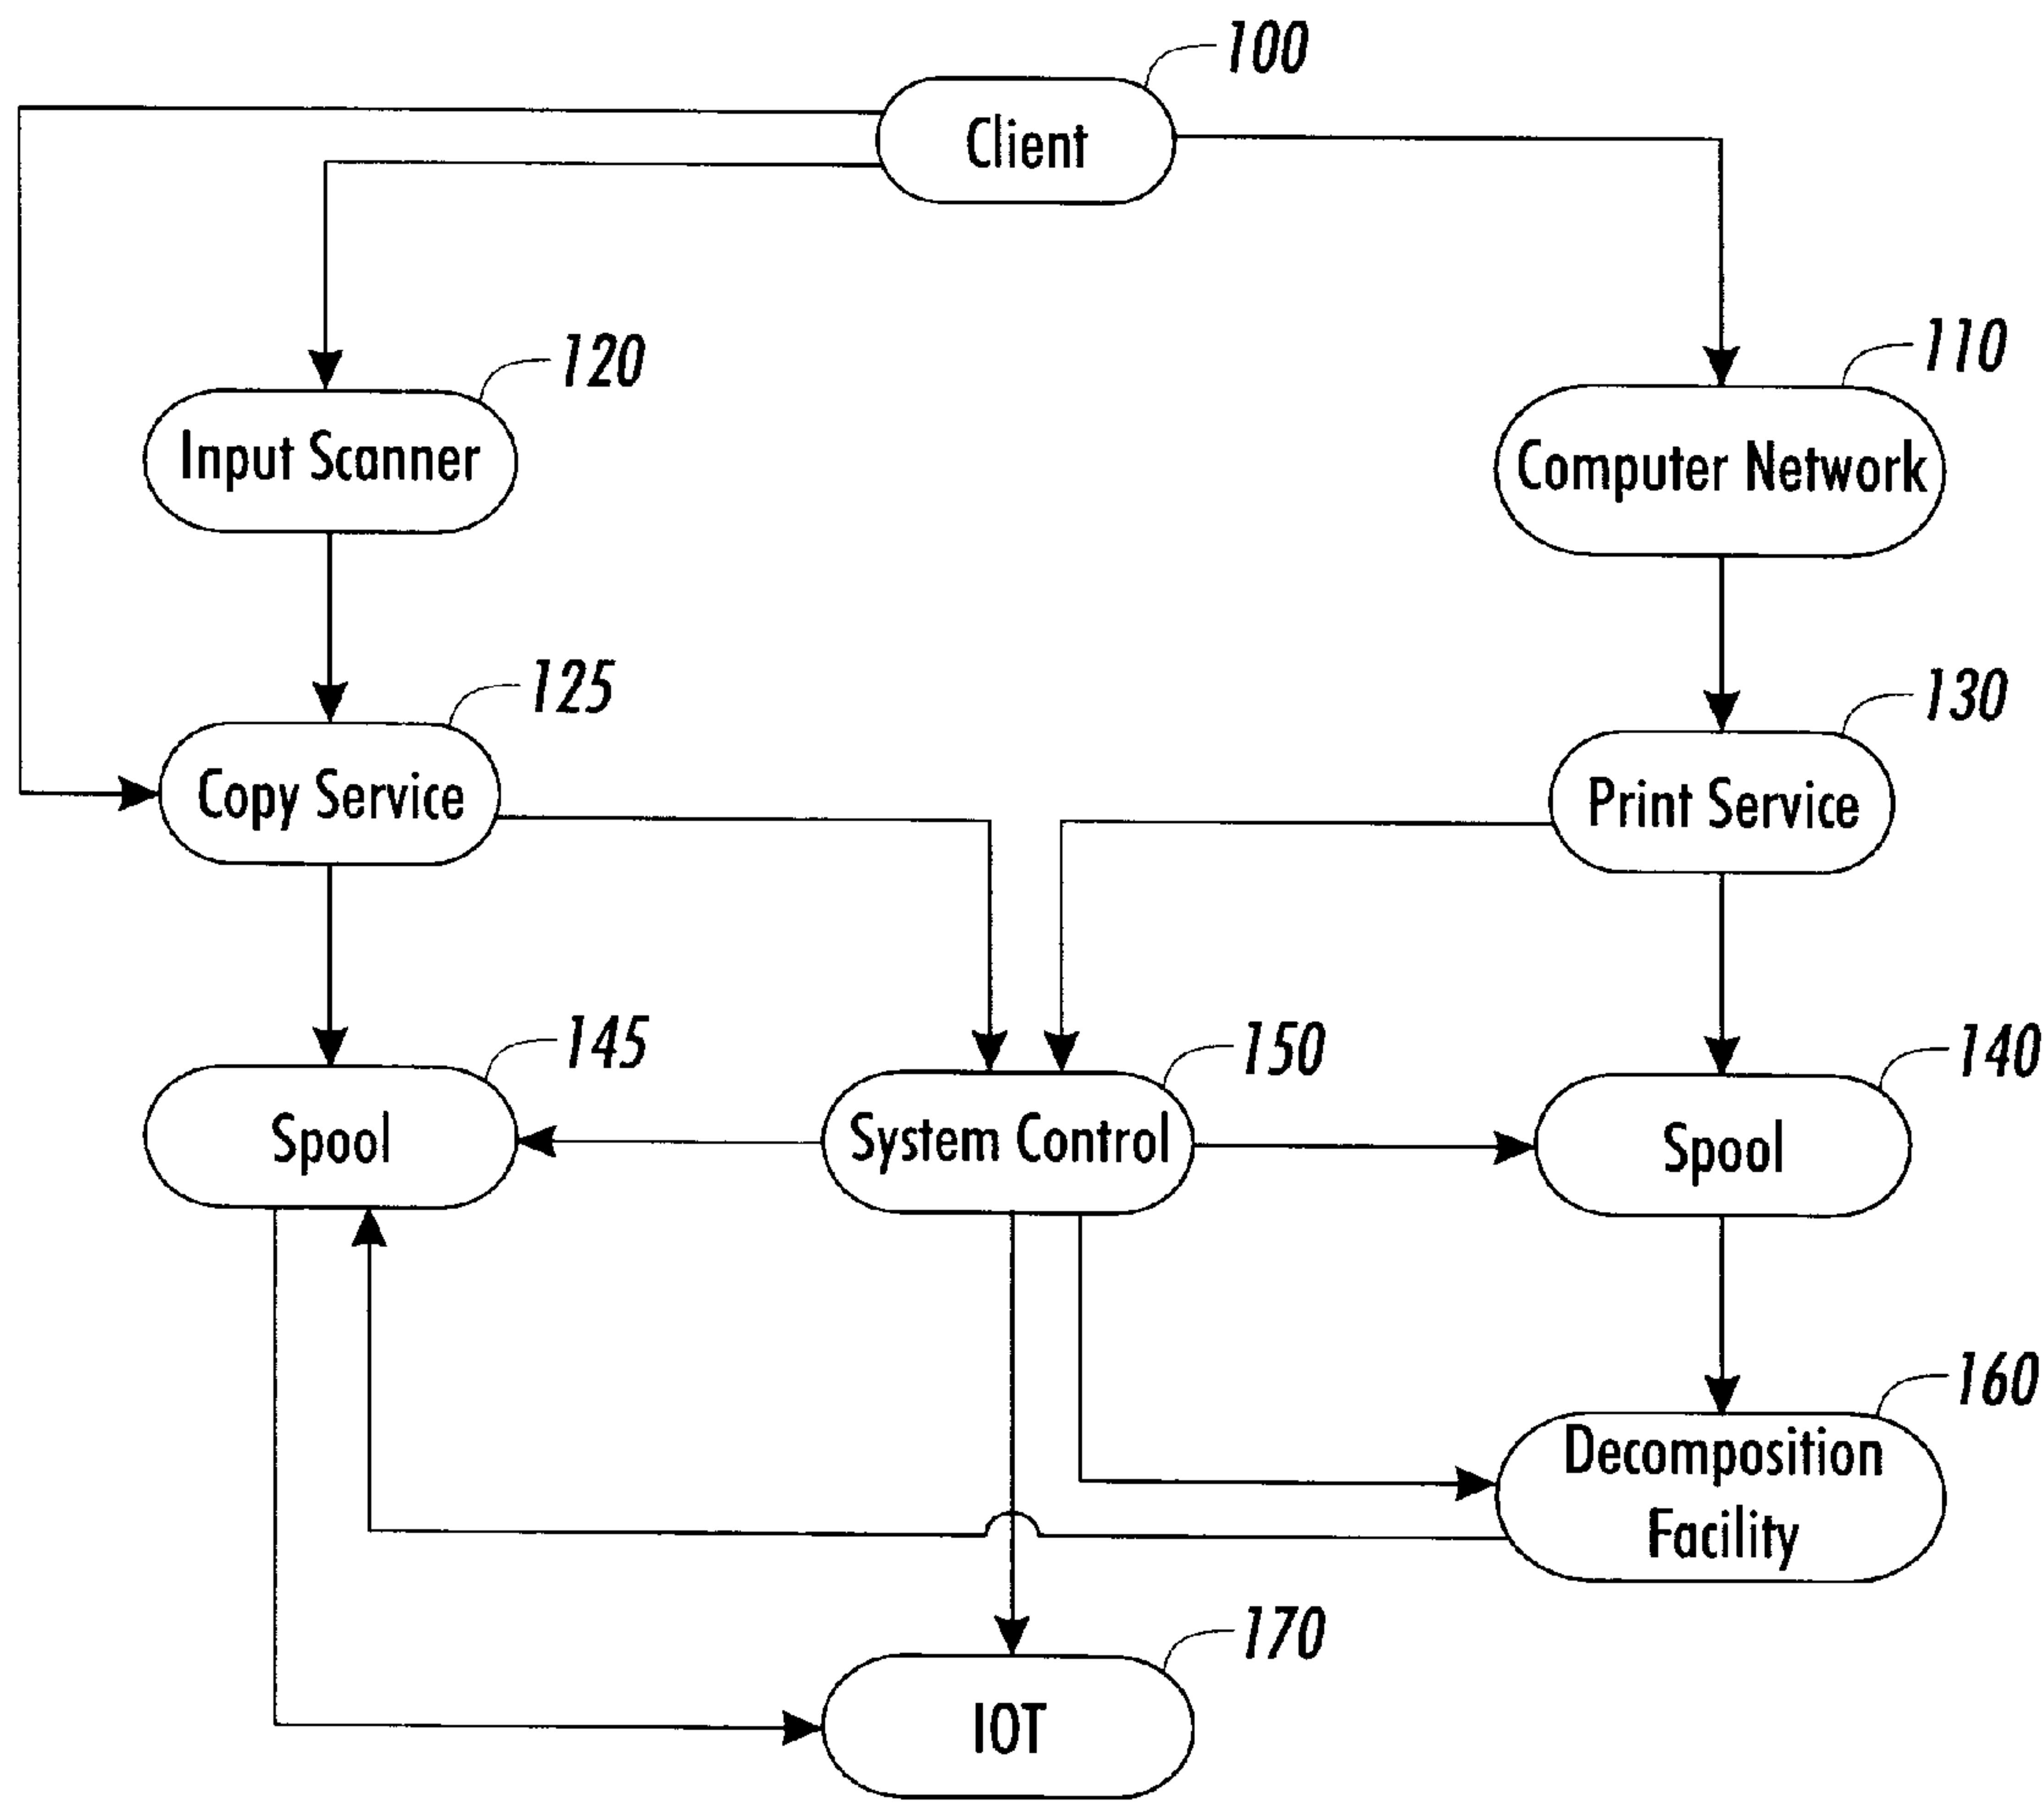 100
Client
120
Input Scanner
110
Computer Network
125
Copy Service
130
Print Service
145
Spool
150
System Control
140
Spool
160
Decomposition
Facility
170
IOT